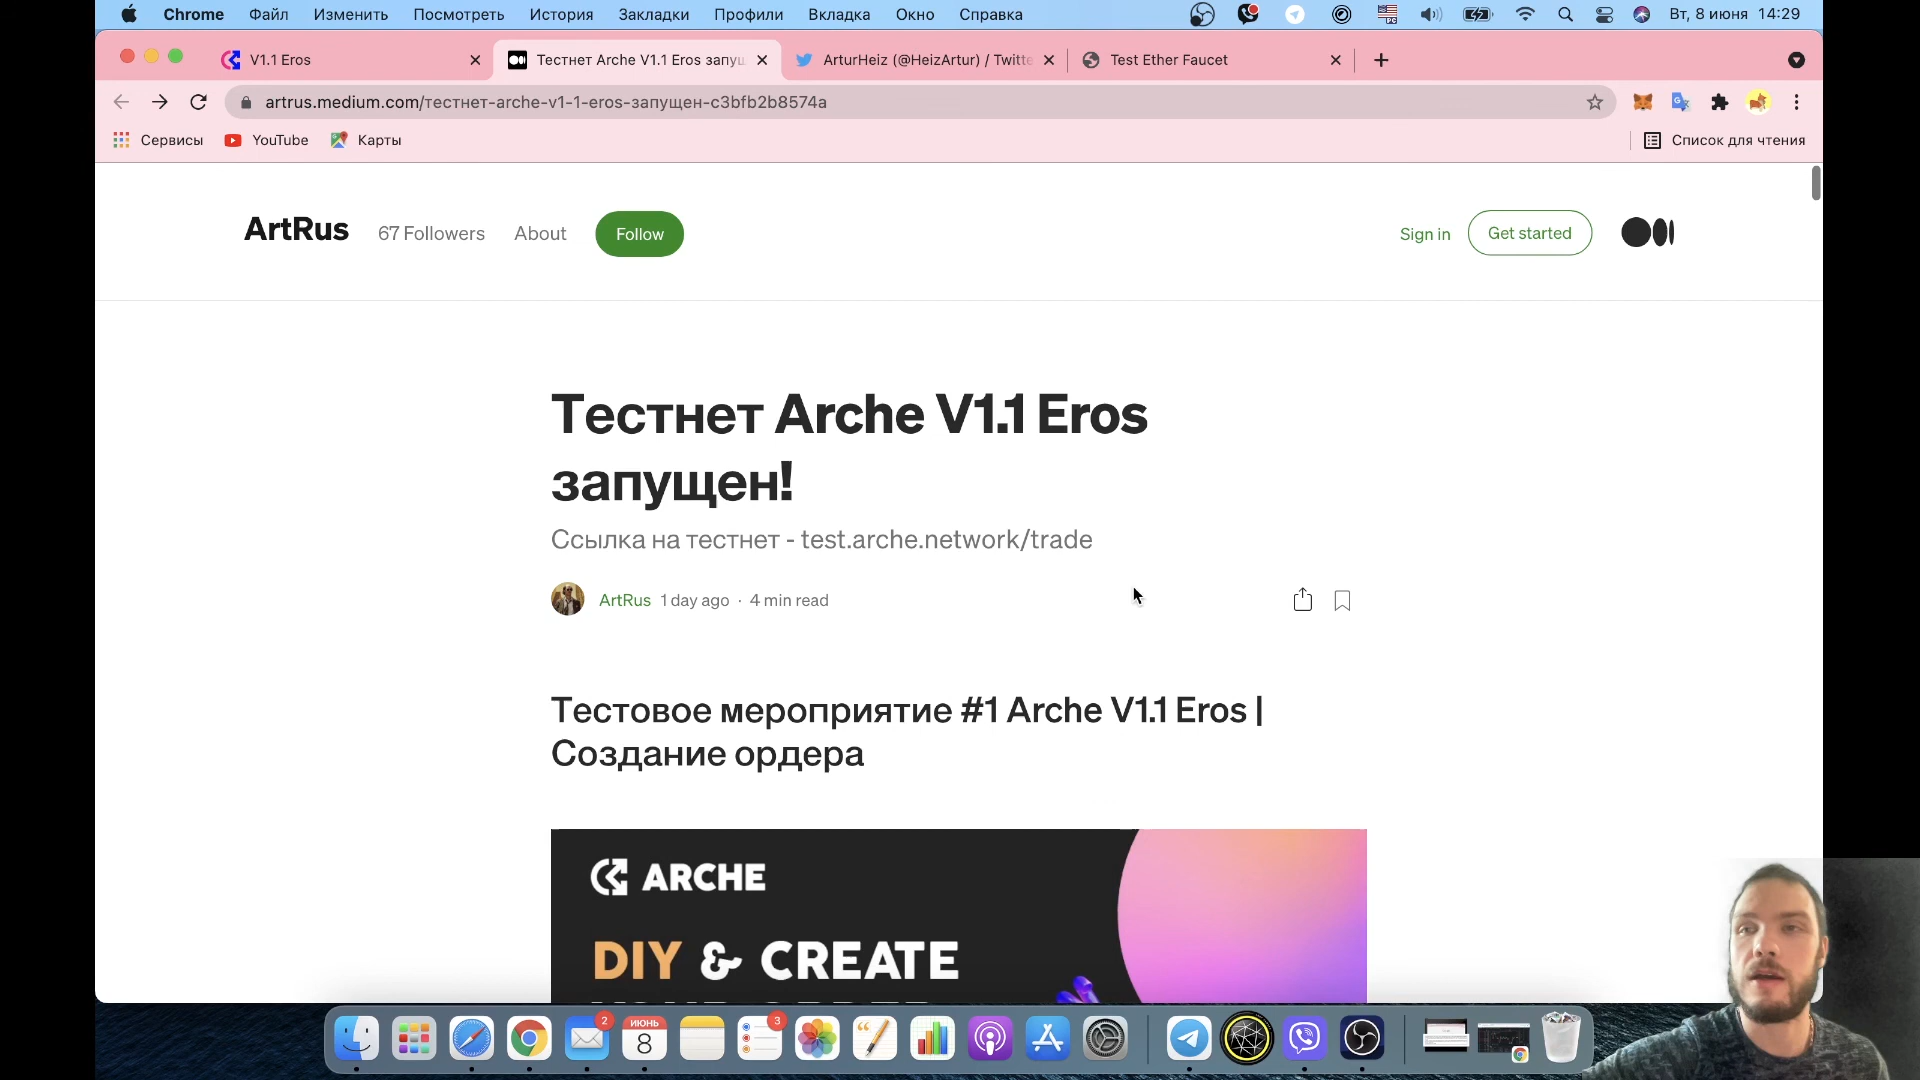 Chrome Файл Изменить Посмотреть История Закладки Профили Вкладка Окно Справка Вт, 8 июня 14:29
V1.1 Eros Тестнет Arche V1.1 Eros запущ ArturHeiz (@HeizArtur) / Twitte Test Ether Faucet
artrus.medium.com/тестнет-arche-v1-1-eros-запущен-c3bfb2b8574a
Сервисы YouTube Карты Список для чтения
ArtRus 67 Followers About Follow Sign in Get started
Тестнет Arche V1.1 Eros
запущен!
Ссылка на тестнет - test.arche.network/trade
ArtRus 1 day ago · 4 min read
Тестовое мероприятие #1 Arche V1.1 Eros |
Создание ордера
ARCHE
DIY & CREATE
2 ИЮНЬ 8 3